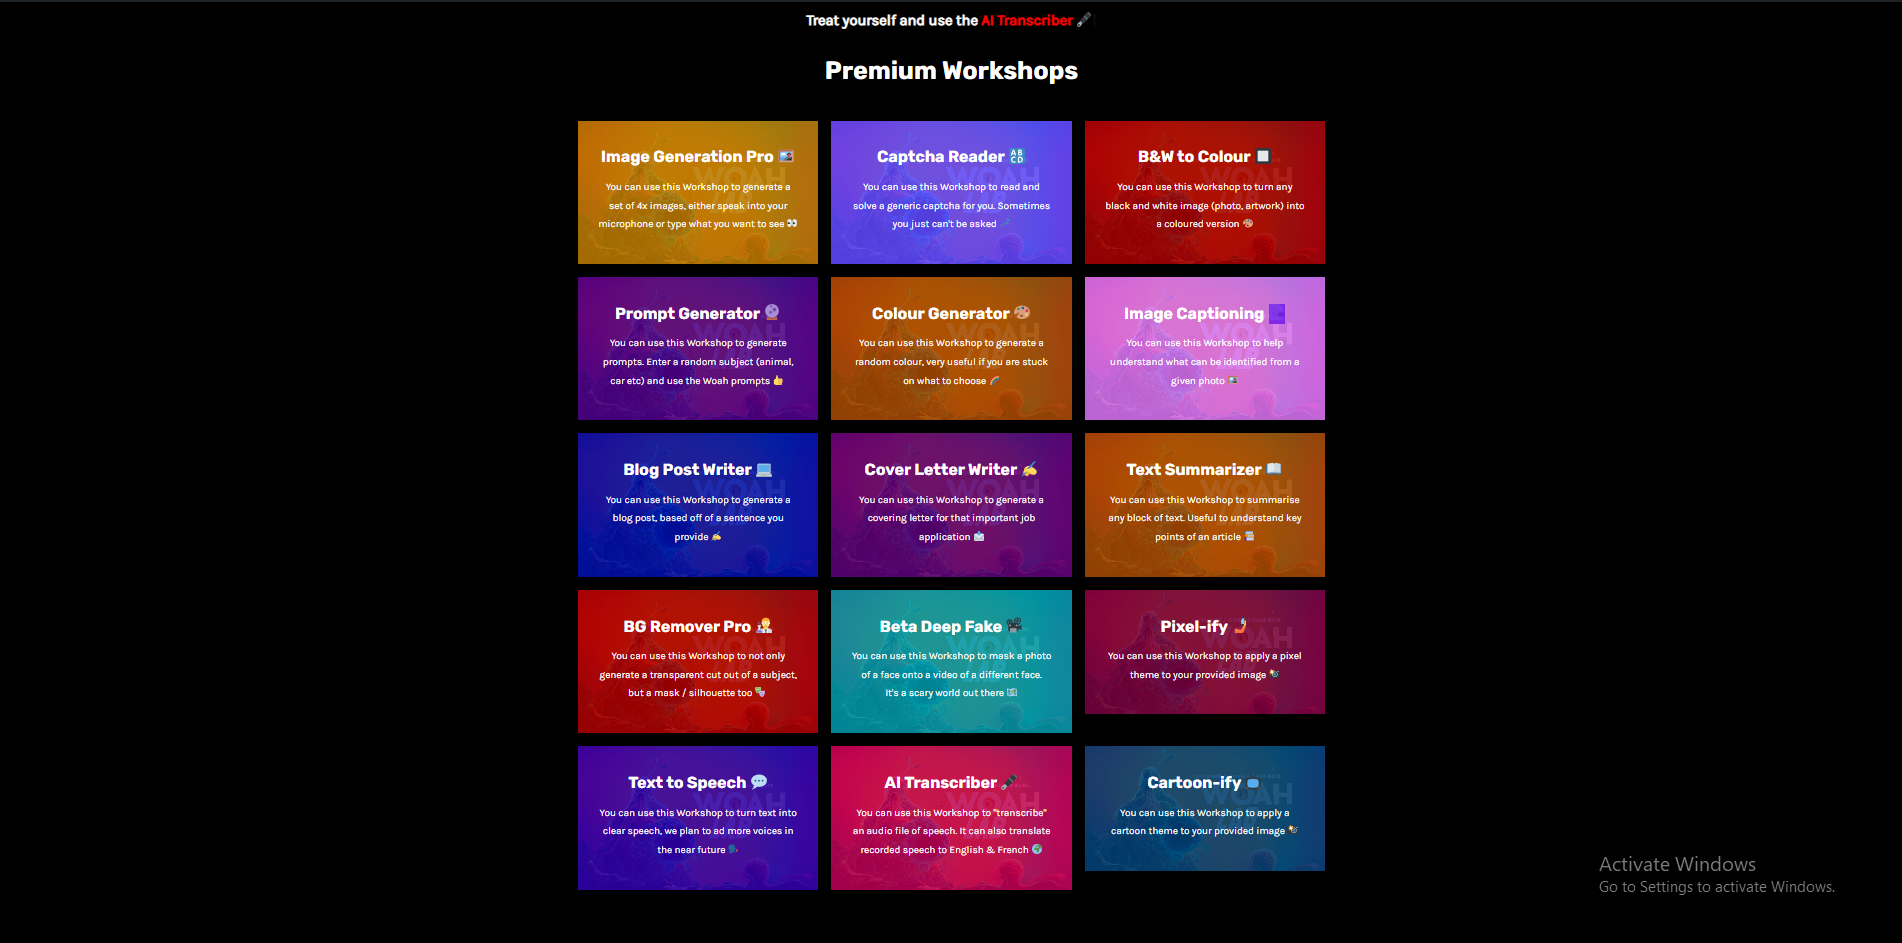 Treat yourself and use the AI Transcriber 🎤
Premium Workshops
Image Generation Pro 🌄
You can use this Workshop to generate a
set of 4x images, either speak into your
microphone or type what you want to see 👀
Captcha Reader 🔠
You can use this Workshop to read and
solve a generic captcha for you. Sometimes
you just can't be asked
B&W to Colour 🔲
You can use this Workshop to turn any
black and white image (photo, artwork) into
a coloured version 🎨
Prompt Generator 🔮
You can use this Workshop to generate
prompts. Enter a random subject (animal,
car etc) and use the Woah prompts 👍
Colour Generator 🎨
You can use this Workshop to generate a
random colour, very useful if you are stuck
on what to choose
Image Captioning
You can use this Workshop to help
understand what can be identified from a
given photo
Blog Post Writer 💻
You can use this Workshop to generate a
blog post, based off of a sentence you
provide ✍
Cover Letter Writer ✍
You can use this Workshop to generate a
covering letter for that important job
application 📩
Text Summarizer 📖
You can use this Workshop to summarise
any block of text. Useful to understand key
points of an article
BG Remover Pro 👩‍🎨
You can use this Workshop to not only
generate a transparent cut out of a subject,
but a mask / silhouette too 🎭
Beta Deep Fake 🎥
You can use this Workshop to mask a photo
of a face onto a video of a different face.
It's a scary world out there
Pixel-ify 🤳
You can use this Workshop to apply a pixel
theme to your provided image
Text to Speech 💬
You can use this Workshop to turn text into
clear speech, we plan to ad more voices in
the near future 🗣
AI Transcriber 🎤
You can use this Workshop to "transcribe"
an audio file of speech. It can also translate
recorded speech to English & French 🌍
Cartoon-ify
You can use this Workshop to apply a
cartoon theme to your provided image
WOAH
LAB
Activate Windows
Go to Settings to activate Windows.